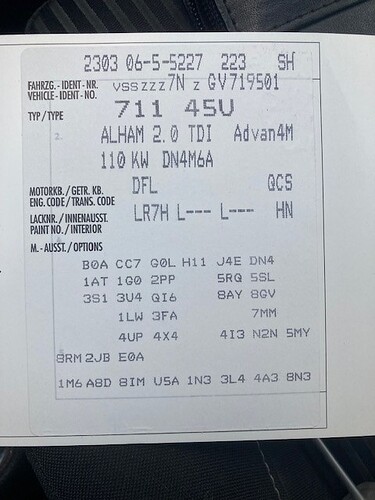 2303 06-5-5227 223 SH
FAHRZG.-IDENT-NR. vsszzz7N z GV719501
VEHICLE-IDENT-NO.
TYP/TYPE 711 45U
2. ALHAM 2.0 TDI Advan4M
110 KW DN4M6A
MOTORKB./GETR. KB. DFL QCS
ENG. CODE/TRANS. CODE
LACKNR./INNENAUSST. LR7H L--- L--- HN
PAINT NO./INTERIOR
M.-AUSST./OPTIONS
B0A CC7 G0L H11 J4E DN4
1AT 1G0 2PP 5RQ 5SL
3S1 3U4 QI6 8AY 8GV
1LW 3FA 7MM
4UP 4X4 4I3 N2N 5MY
8RM 2JB E0A
1M6 A8D 8IM U5A 1N3 3L4 4A3 8N3